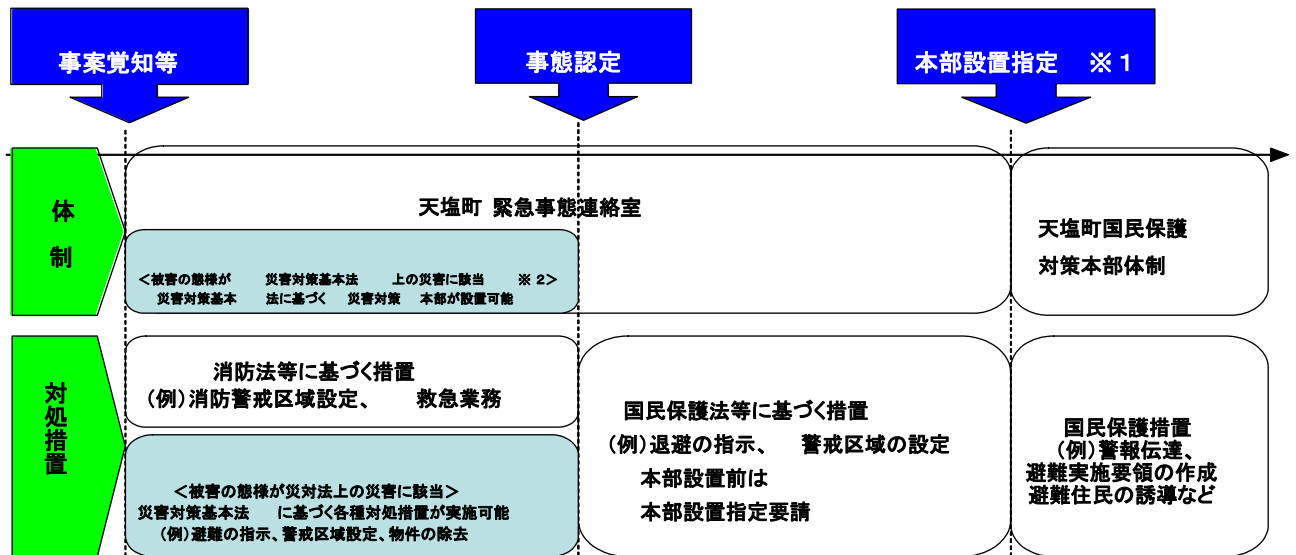 事案覚知等
事態認定
本部設置指定 ※1
体
制
天塩町 緊急事態連絡室
<被害の態様が 災害対策基本法 上の災害に該当 ※2>
災害対策基本 法に基づく 災害対策 本部が設置可能
天塩町国民保護
対策本部体制
対処措置
消防法等に基づく措置
(例)消防警戒区域設定、 救急業務
<被害の態様が災対法上の災害に該当>
災害対策基本法 に基づく各種対処措置が実施可能
(例)避難の指示、警戒区域設定、物件の除去
国民保護法等に基づく措置
(例)退避の指示、 警戒区域の設定
本部設置前は
本部設置指定要請
国民保護措置
(例)警報伝達、
避難実施要領の作成
避難住民の誘導など